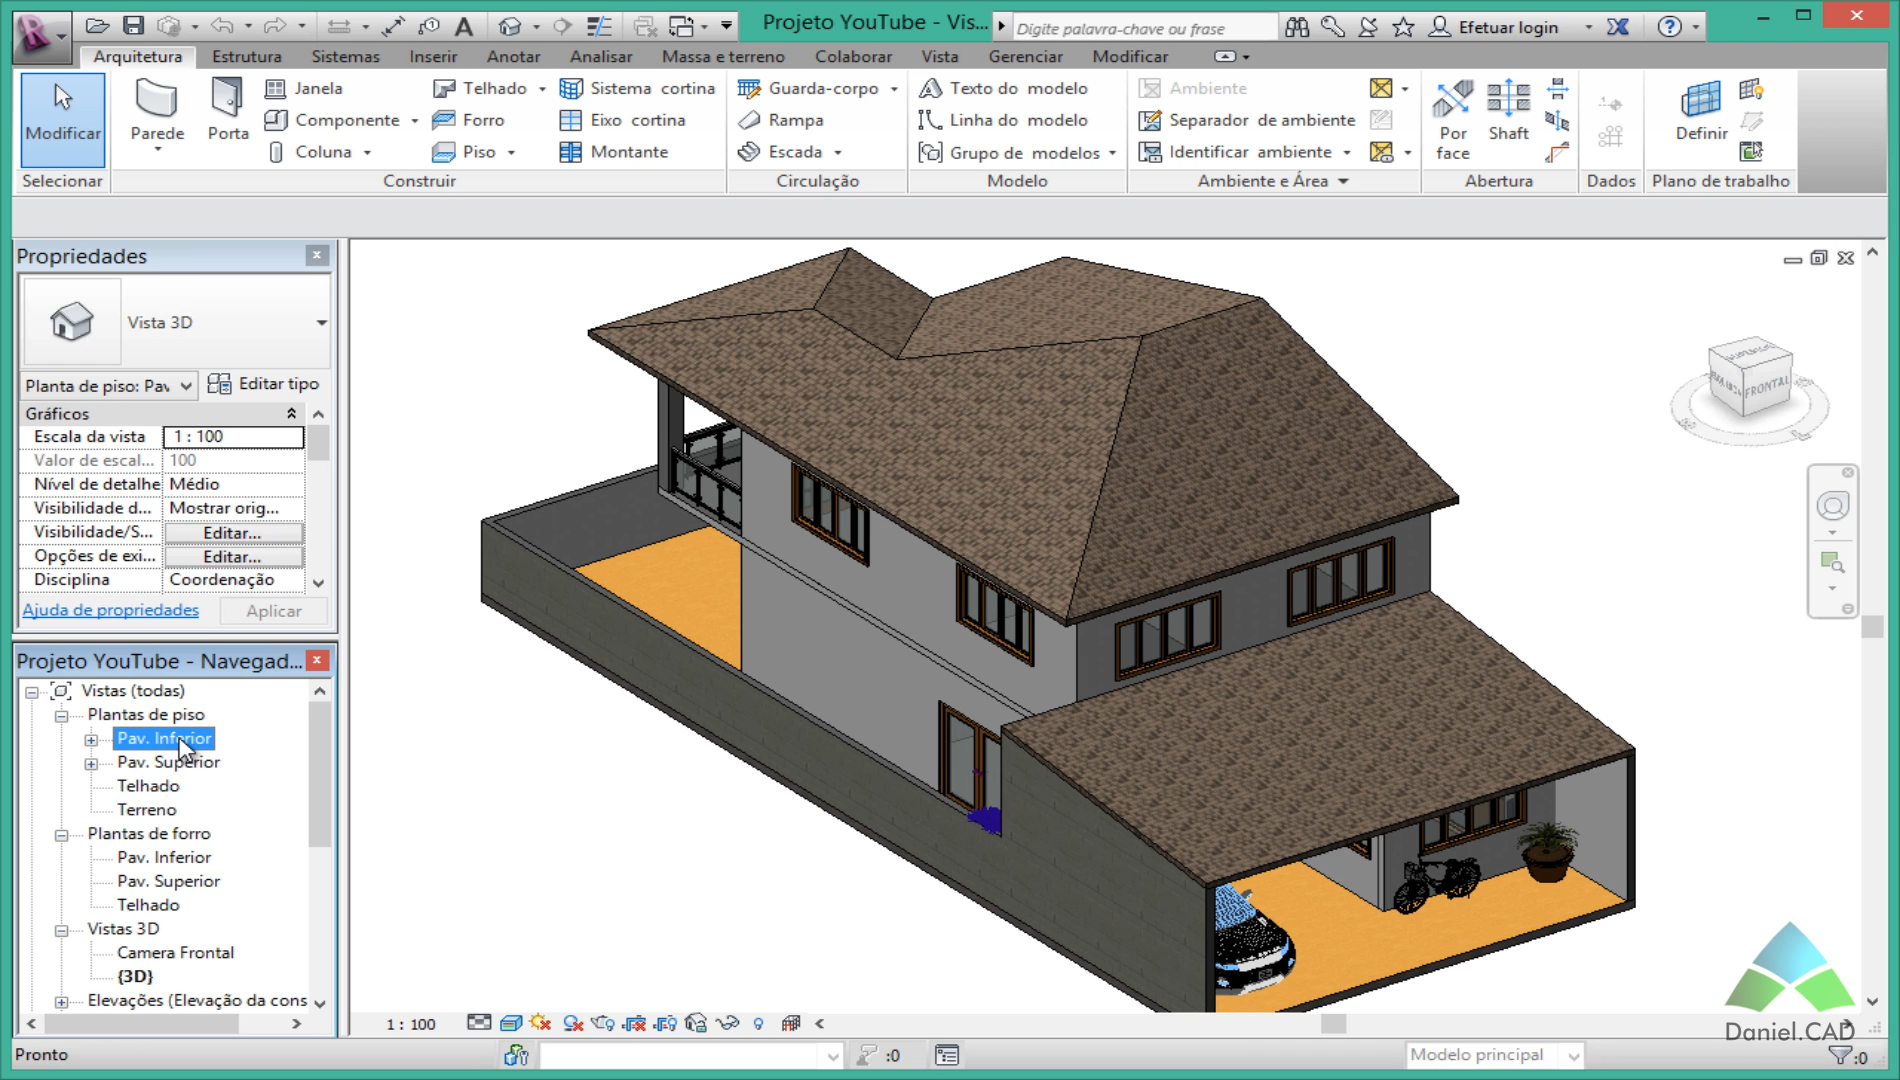 Projeto YouTube - Vis...
Digite palavra-chave ou frase
Efetuar login
Arquitetura Estrutura Sistemas Inserir Anotar Analisar Massa e terreno Colaborar Vista Gerenciar Modificar
Modificar
Selecionar
Parede
Porta
Janela
Componente
Coluna
Telhado
Forro
Piso
Sistema cortina
Eixo cortina
Montante
Construir
Guarda-corpo
Rampa
Escada
Circulação
Texto do modelo
Linha do modelo
Grupo de modelos
Modelo
Ambiente
Separador de ambiente
Identificar ambiente
Ambiente e Área
Por
face
Shaft
Abertura
Dados
Definir
Plano de trabalho
Propriedades
Vista 3D
Planta de piso: Pav
Editar tipo
Gráficos
Escala da vista 1 : 100
Valor de escal... 100
Nível de detalhe Médio
Visibilidade d... Mostrar orig...
Visibilidade/S... Editar...
Opções de exi... Editar...
Disciplina Coordenação
Ajuda de propriedades Aplicar
Projeto YouTube - Navegad...
Vistas (todas)
Plantas de piso
Pav. Inferior
Pav. Superior
Telhado
Terreno
Plantas de forro
Pav. Inferior
Pav. Superior
Telhado
Vistas 3D
Camera Frontal
{3D}
Elevações (Elevação da cons
SUPERIOR
FRONTAL
1 : 100
Daniel.CAD
Pronto
:0
Modelo principal
:0